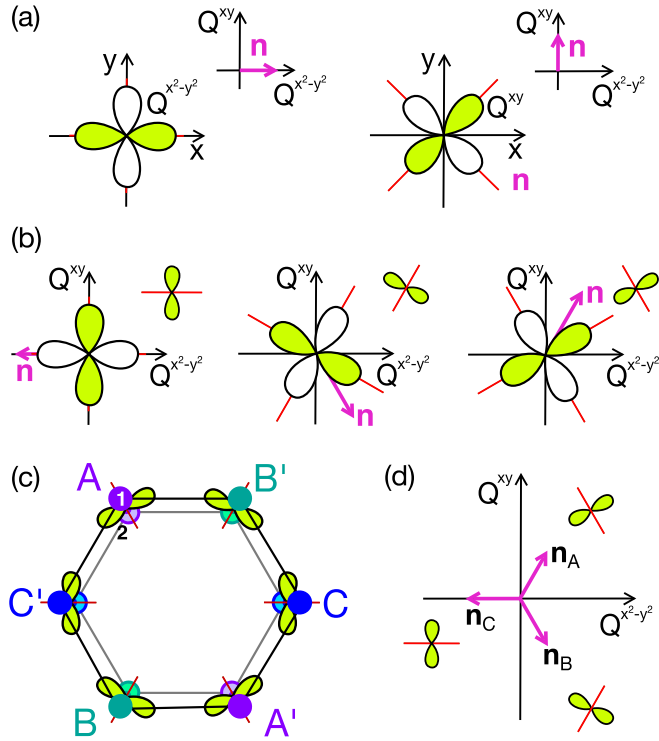 (a)
Q^xy
n
Q^x²-y²
y
Q^x²-y²
x
Q^xy
n
Q^x²-y²
y
Q^xy
x
n
(b)
Q^xy
n
Q^x²-y²
Q^xy
Q^x²-y²
n
Q^xy
n
Q^x²-y²
(c)
A
B'
1
2
C'
C
B
A'
(d)
Q^xy
n_A
n_C
Q^x²-y²
n_B